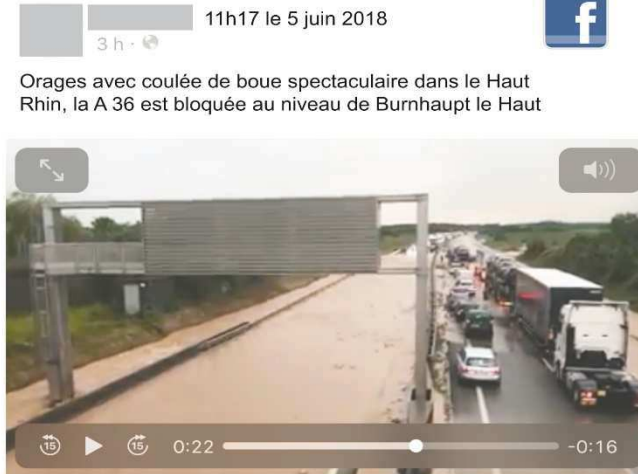 11h17 le 5 juin 2018
f
3 h ·
Orages avec coulée de boue spectaculaire dans le Haut
Rhin, la A 36 est bloquée au niveau de Burnhaupt le Haut
15
15
0:22
-0:16